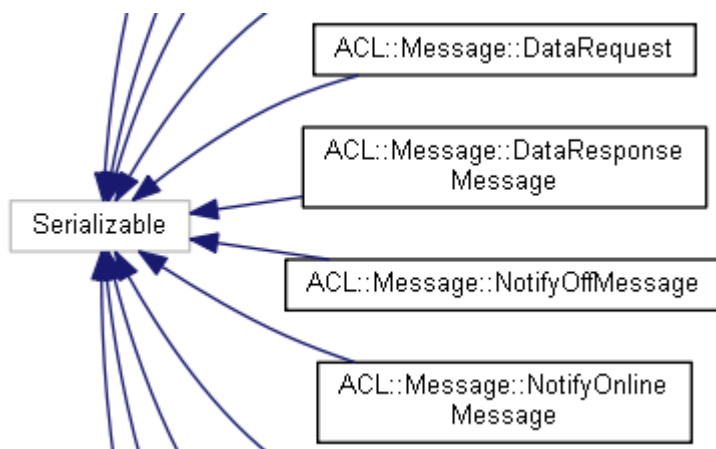 ACL::Message::DataRequest
ACL::Message::DataResponse
Message
Serializable
ACL::Message::NotifyOffMessage
ACL::Message::NotifyOnline
Message